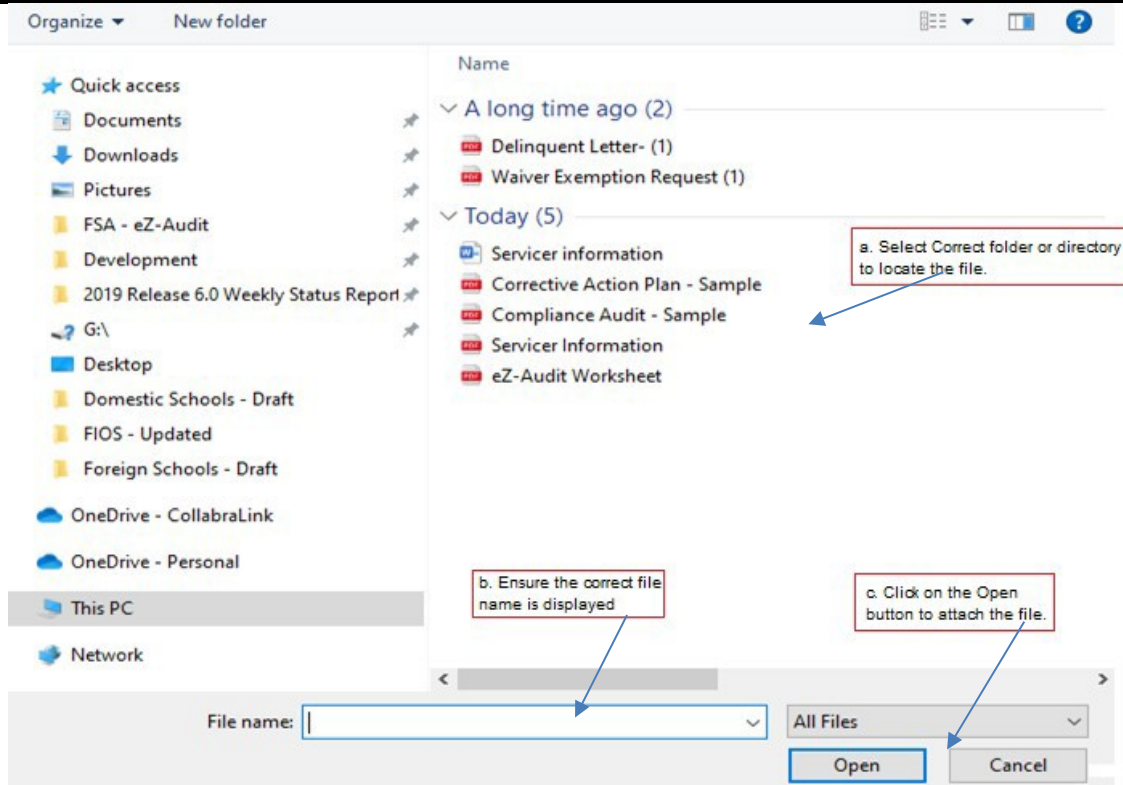 Organize New folder
?
Quick access
Documents
Downloads
Pictures
FSA - eZ-Audit
Development
2019 Release 6.0 Weekly Status Report
G:\
Desktop
Domestic Schools - Draft
FIOS - Updated
Foreign Schools - Draft
OneDrive - CollabraLink
OneDrive - Personal
This PC
Network
Name
A long time ago (2)
Delinquent Letter- (1)
Waiver Exemption Request (1)
Today (5)
Servicer information
Corrective Action Plan - Sample
Compliance Audit - Sample
Servicer Information
eZ-Audit Worksheet
a. Select Correct folder or directory
to locate the file.
b. Ensure the correct file
name is displayed
c. Click on the Open
button to attach the file.
File name:
All Files
Open Cancel